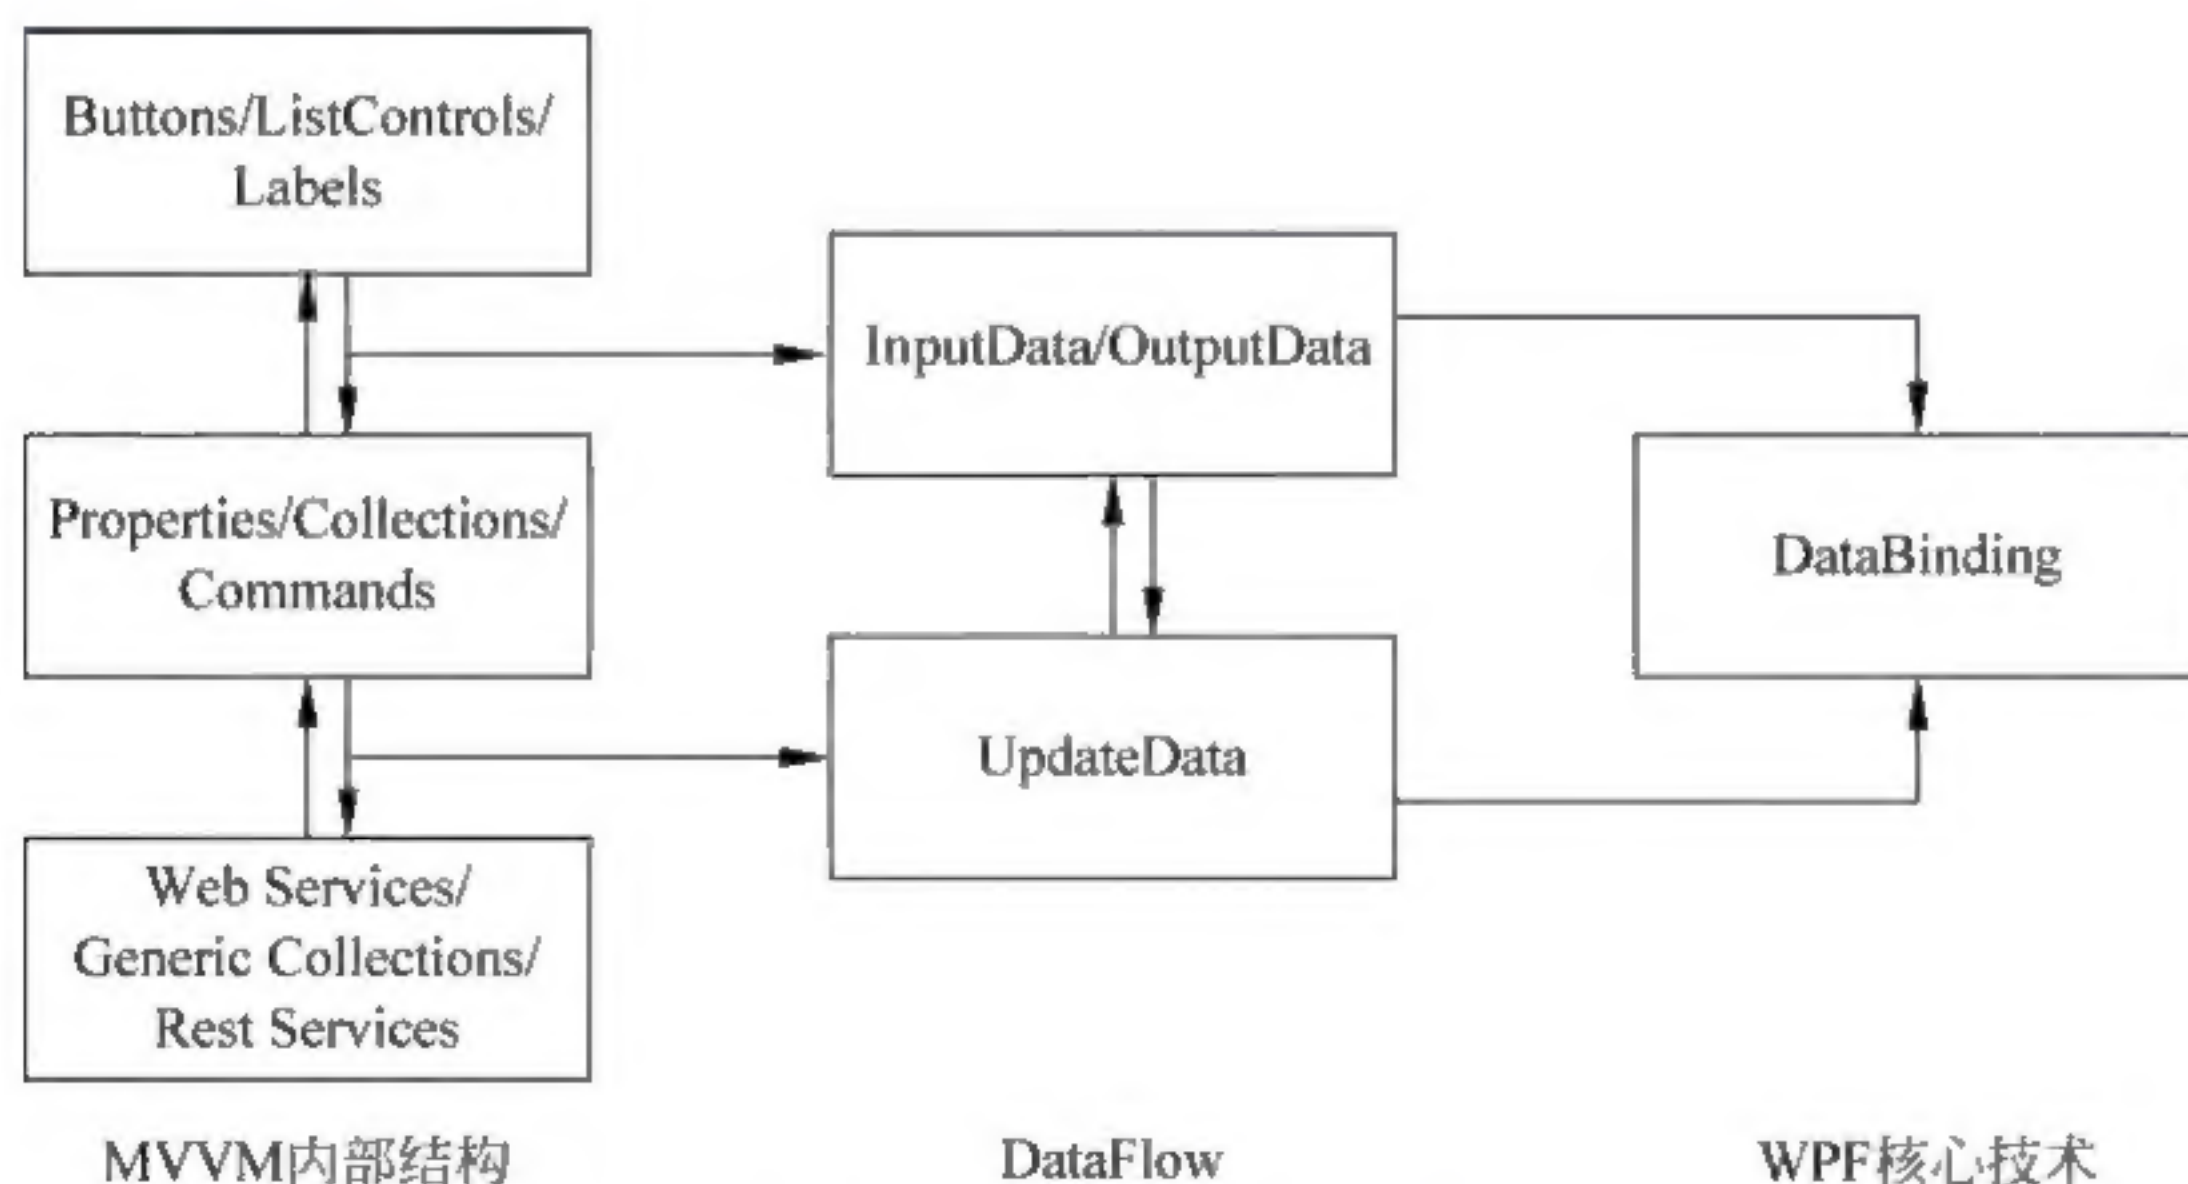 Buttons/ListControls/
Labels
InputData/OutputData
Properties/Collections/
Commands
DataBinding
UpdateData
Web Services/
Generic Collections/
Rest Services
MVVM内部结构
DataFlow
WPF核心技术